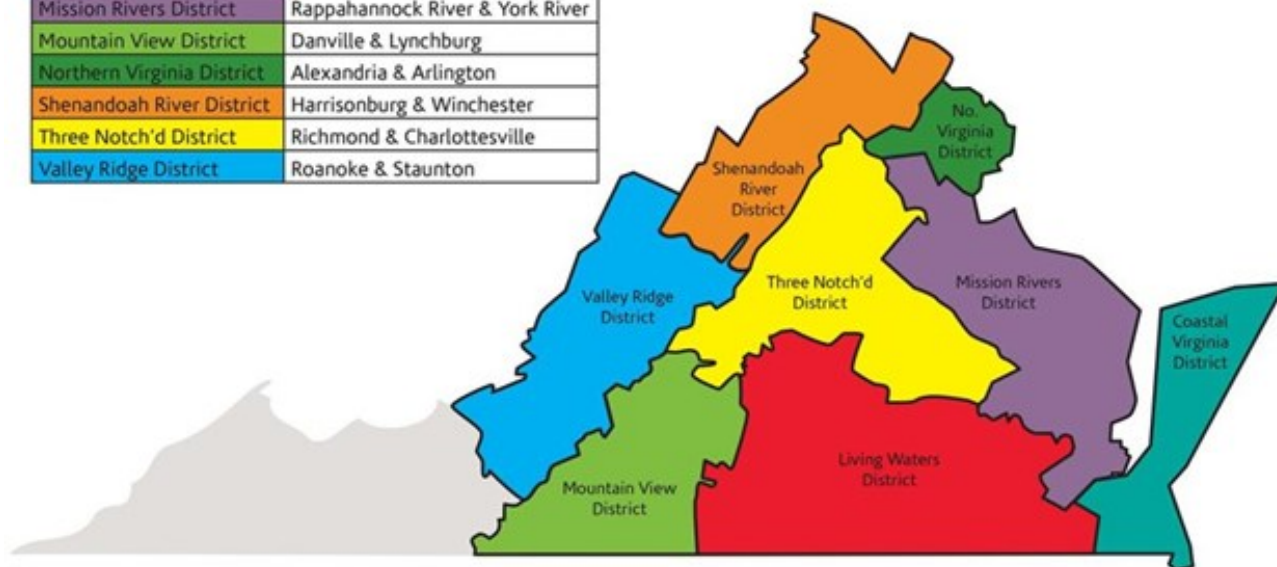 Mission Rivers District Rappahannock River & York River
Mountain View District Danville & Lynchburg
Northern Virginia District Alexandria & Arlington
Shenandoah River District Harrisonburg & Winchester
Three Notch'd District Richmond & Charlottesville
Valley Ridge District Roanoke & Staunton
No.
Virginia
District
Shenandoah
River
District
Three Notch'd
District
Mission Rivers
District
Valley Ridge
District
Coastal
Virginia
District
Living Waters
District
Mountain View
District